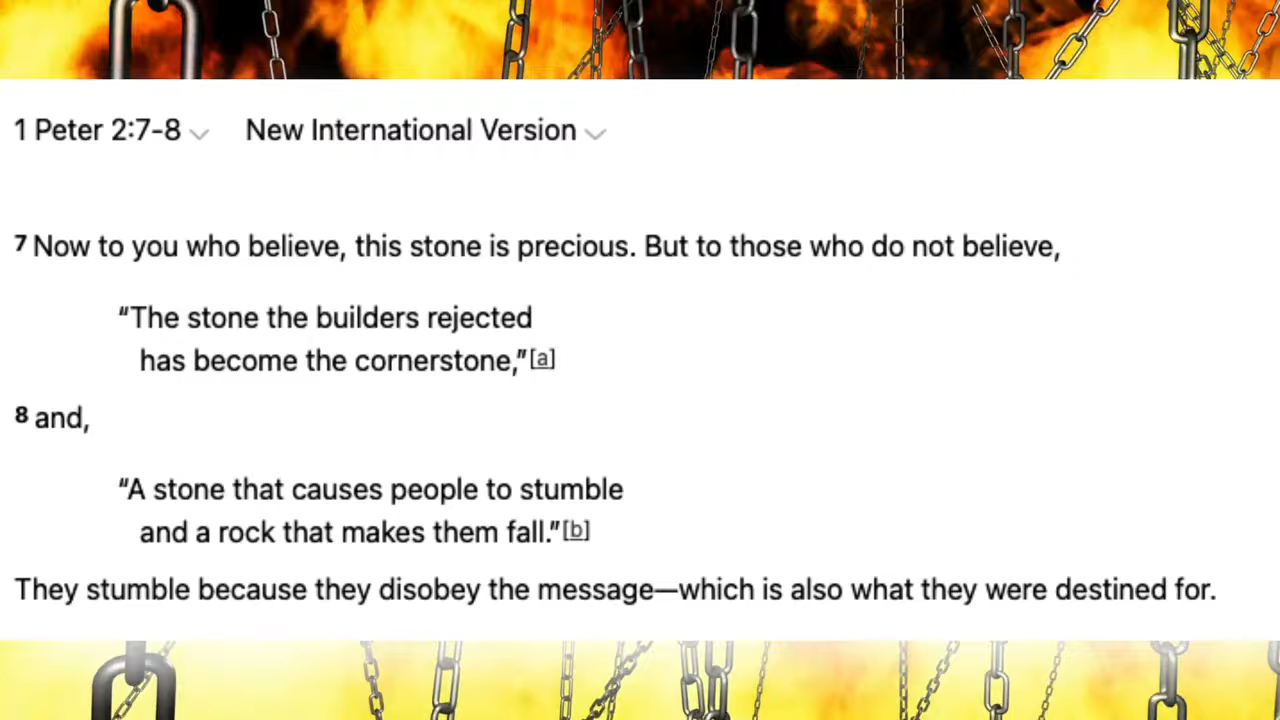 1 Peter 2:7-8 New International Version
7 Now to you who believe, this stone is precious. But to those who do not believe,
“The stone the builders rejected
has become the cornerstone,”[a]
8 and,
“A stone that causes people to stumble
and a rock that makes them fall.”[b]
They stumble because they disobey the message—which is also what they were destined for.